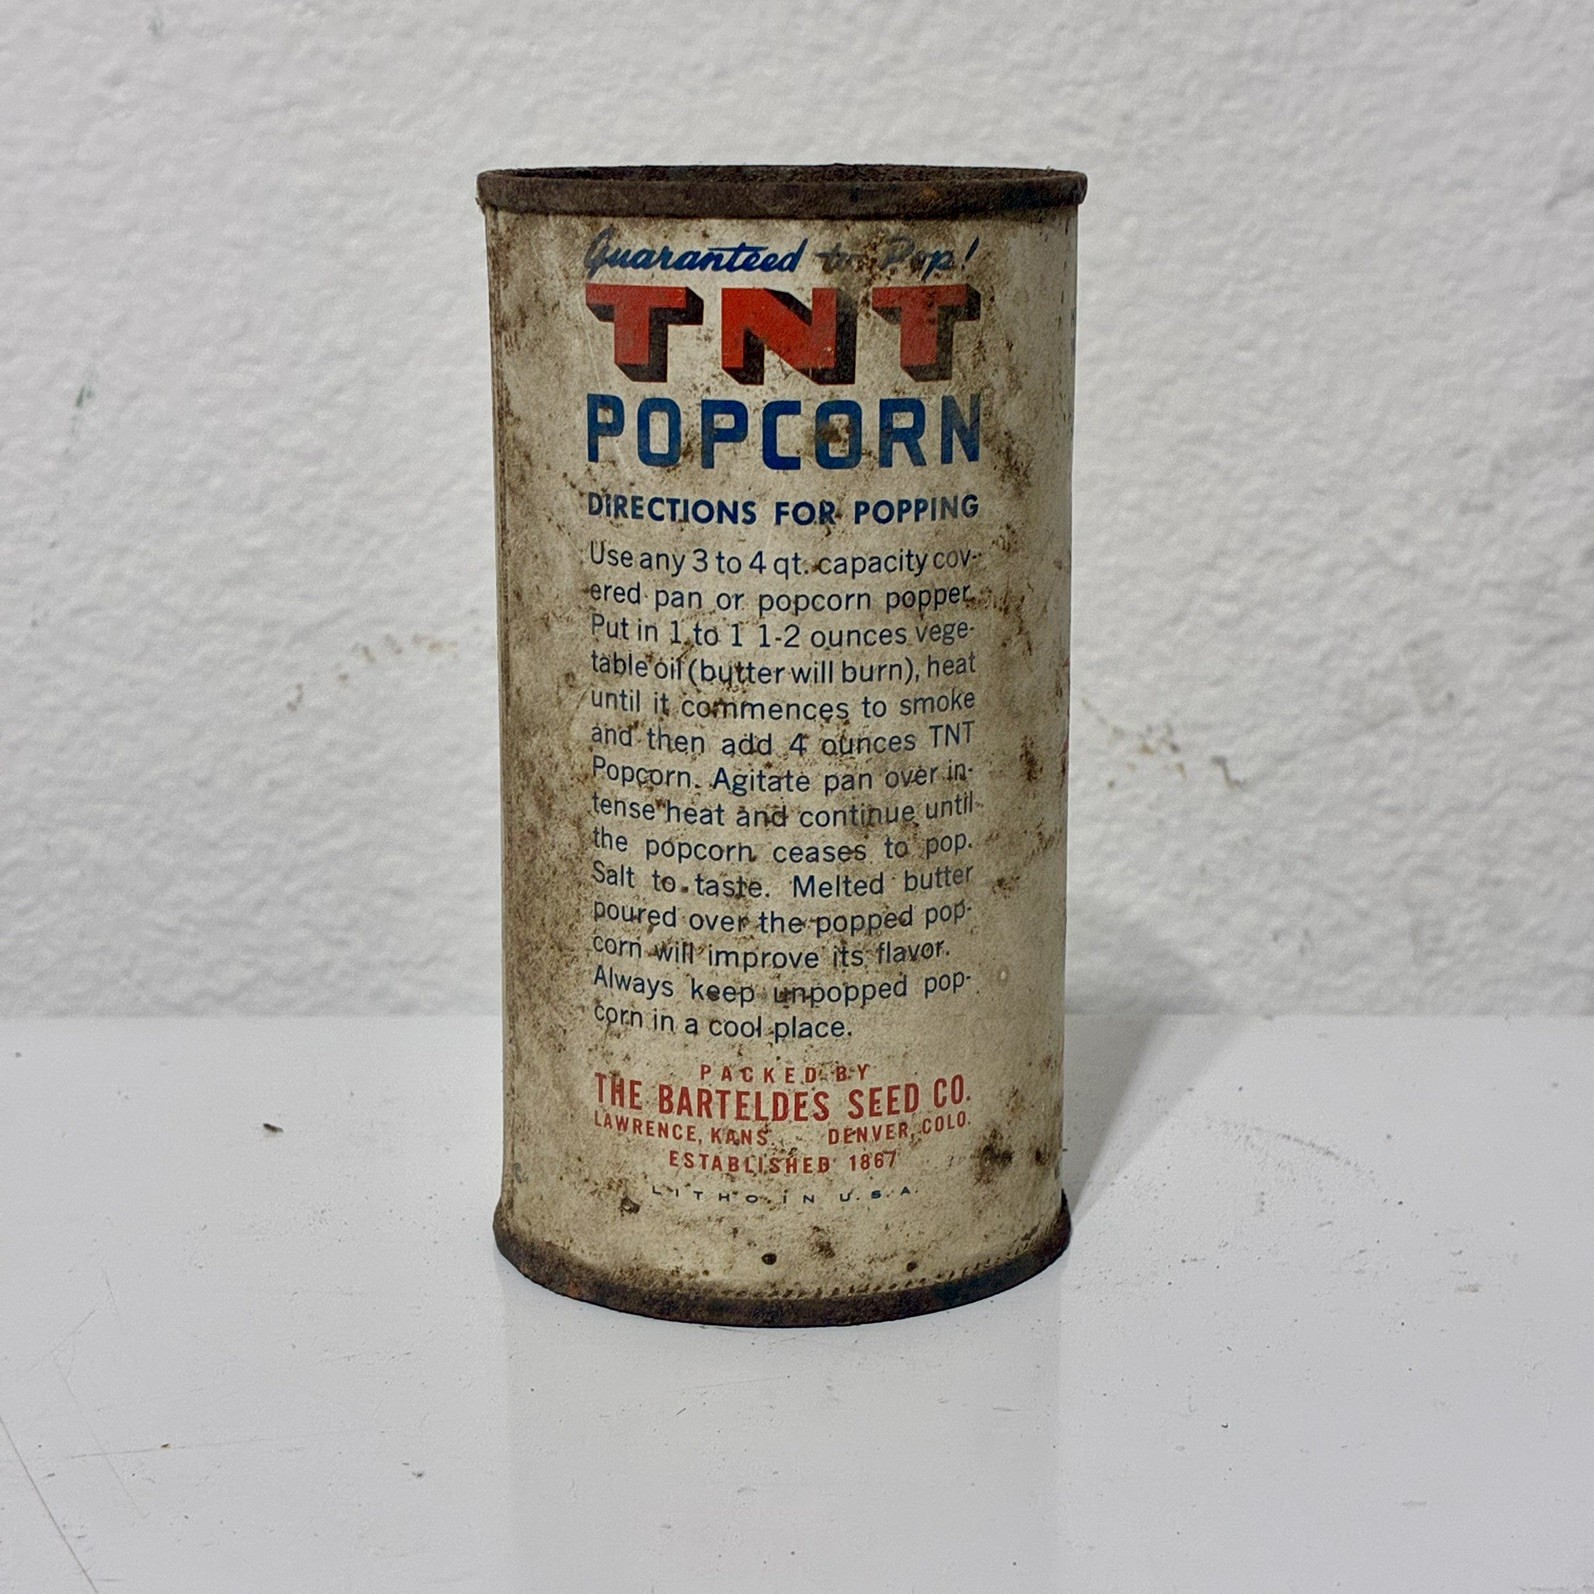 Guaranteed to Pop!
TNT
POPCORN
DIRECTIONS FOR POPPING
Use any 3 to 4 qt. capacity cov-
ered pan or popcorn popper.
Put in 1 to 1 1-2 ounces vege-
table oil (butter will burn), heat
until it commences to smoke
and then add 4 ounces TNT
Popcorn. Agitate pan over in-
tense heat and continue until
the popcorn ceases to pop.
Salt to taste. Melted butter
poured over the popped pop-
corn will improve its flavor.
Always keep unpopped pop-
corn in a cool place.
PACKED BY
THE BARTELDES SEED CO.
LAWRENCE, KANS. DENVER, COLO.
ESTABLISHED 1867
LITHO. IN U.S.A.